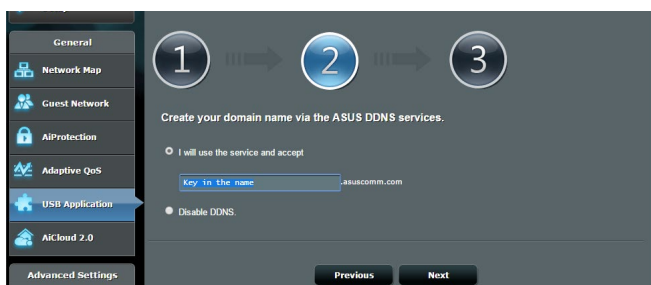 General
Network Map
Guest Network
AiProtection
Adaptive QoS
USB Application
AiCloud 2.0
Advanced Settings
1
2
3
Create your domain name via the ASUS DDNS services.
I will use the service and accept
Key in the name .asuscomm.com
Disable DDNS.
Previous Next